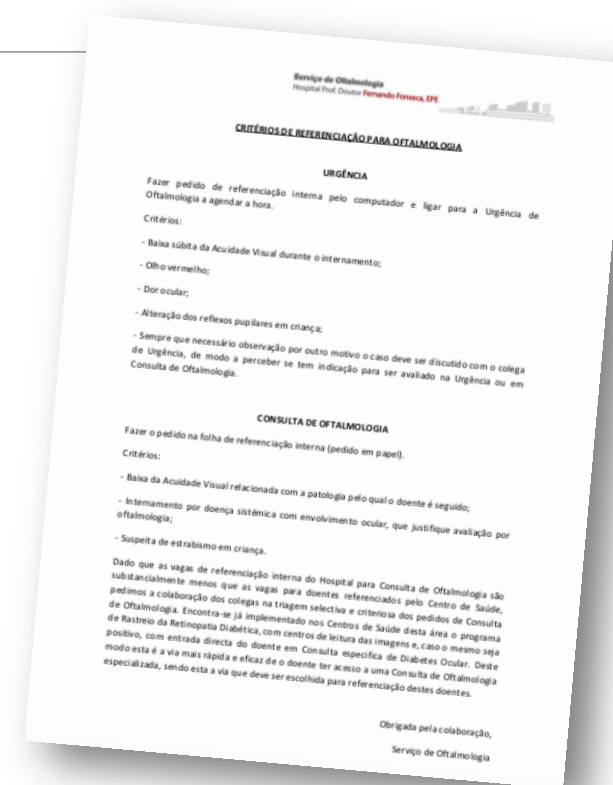 Serviço de Oftalmologia
Hospital Prof. Doutor Fernando Fonseca, EPE
CRITÉRIOS DE REFERENCIAÇÃO PARA OFTALMOLOGIA
URGÊNCIA
Fazer pedido de referenciação interna pelo computador e ligar para a Urgência de
Oftalmologia a agendar a hora.
Critérios:
- Baixa súbita da Acuidade Visual durante o internamento;
- Olho vermelho;
- Dor ocular;
- Alteração dos reflexos pupilares em criança;
- Sempre que necessário observação por outro motivo o caso deve ser discutido com o colega
de Urgência, de modo a perceber se tem indicação para ser avaliado na Urgência ou em
Consulta de Oftalmologia.
CONSULTA DE OFTALMOLOGIA
Fazer o pedido na folha de referenciação interna (pedido em papel).
Critérios:
- Baixa da Acuidade Visual relacionada com a patologia pelo qual o doente é seguido;
- Internamento por doença sistémica com envolvimento ocular, que justifique avaliação por
oftalmologia;
- Suspeita de estrabismo em criança.
Dado que as vagas de referenciação interna do Hospital para Consulta de Oftalmologia são
substancialmente menos que as vagas para doentes referenciados pelo Centro de Saúde,
pedimos a colaboração dos colegas na triagem selectiva e criteriosa dos pedidos de Consulta
de Oftalmologia. Encontra-se já implementado nos Centros de Saúde desta área o programa
de Rastreio da Retinopatia Diabética, com centros de leitura das imagens e, caso o mesmo seja
positivo, com entrada directa do doente em Consulta especifica de Diabetes Ocular. Deste
modo esta é a via mais rápida e eficaz de o doente ter acesso a uma Consulta de Oftalmologia
especializada, sendo esta a via que deve ser escolhida para referenciação destes doentes.
Obrigada pela colaboração,
Serviço de Oftalmologia